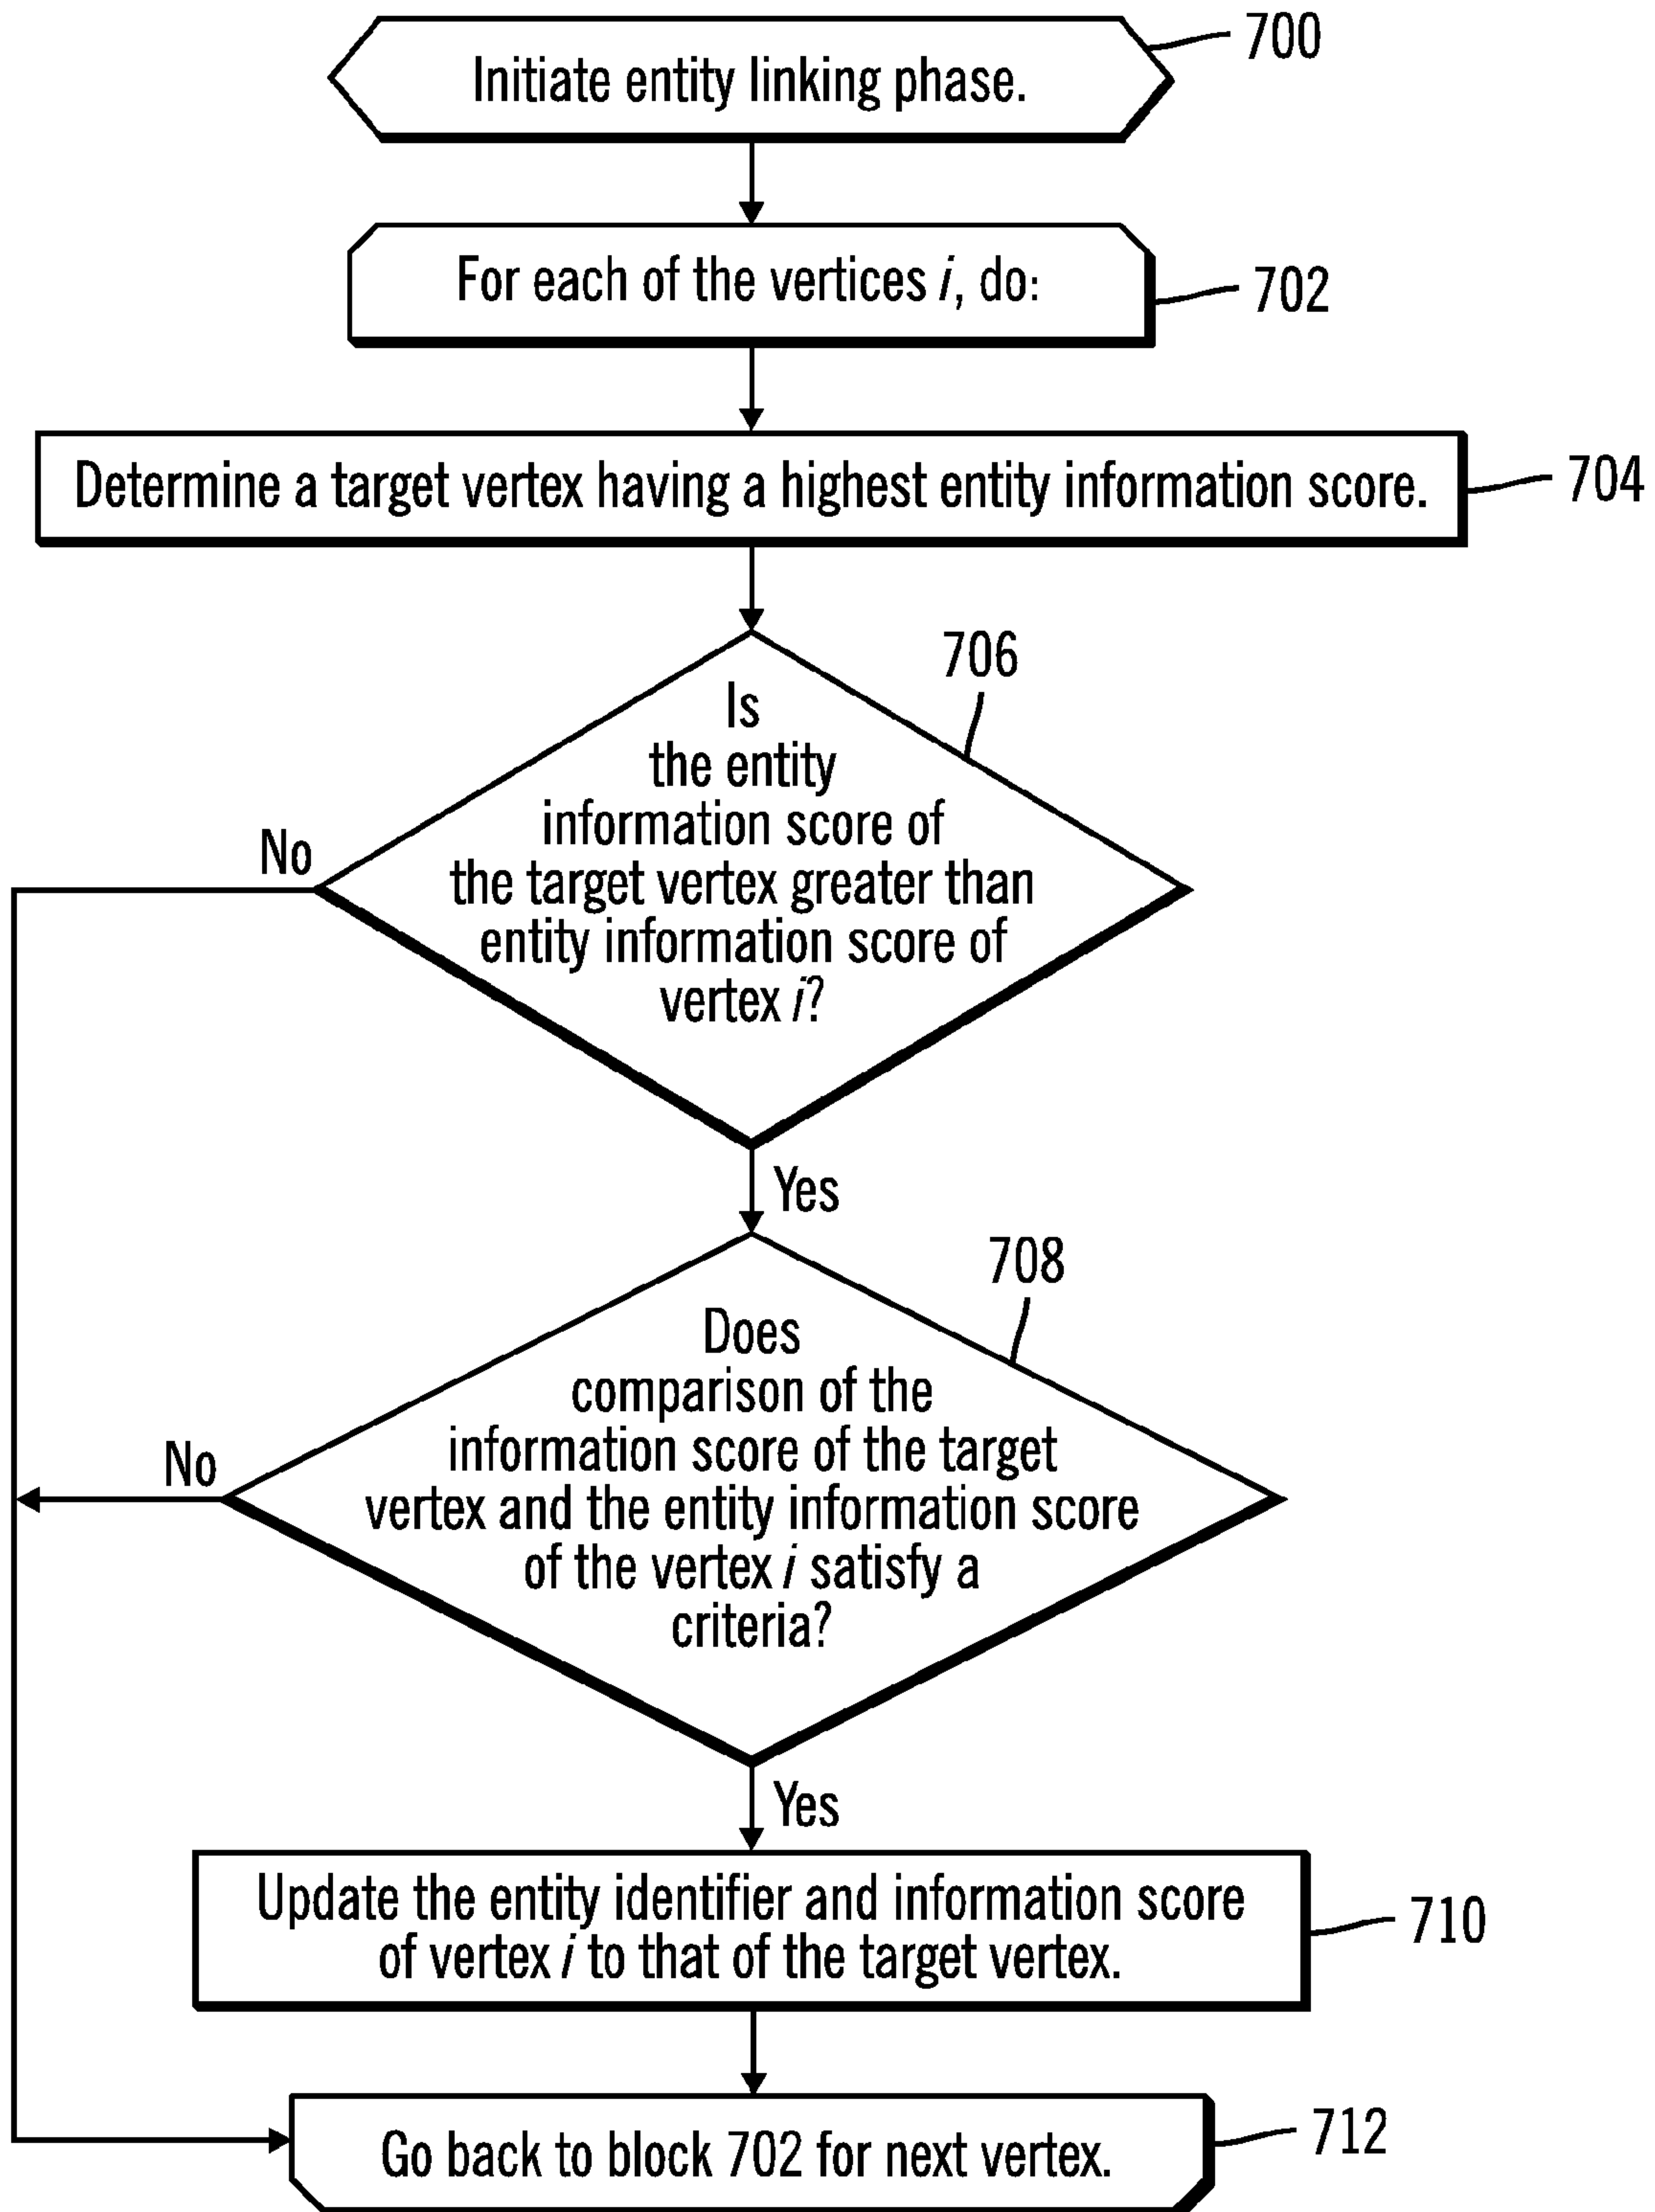 700
Initiate entity linking phase.
For each of the vertices i, do:
702
Determine a target vertex having a highest entity information score.
704
706
Is
the entity
information score of
the target vertex greater than
entity information score of
vertex i?
No
Yes
708
Does
comparison of the
information score of the target
vertex and the entity information score
of the vertex i satisfy a
criteria?
No
Yes
Update the entity identifier and information score
of vertex i to that of the target vertex.
710
Go back to block 702 for next vertex.
712